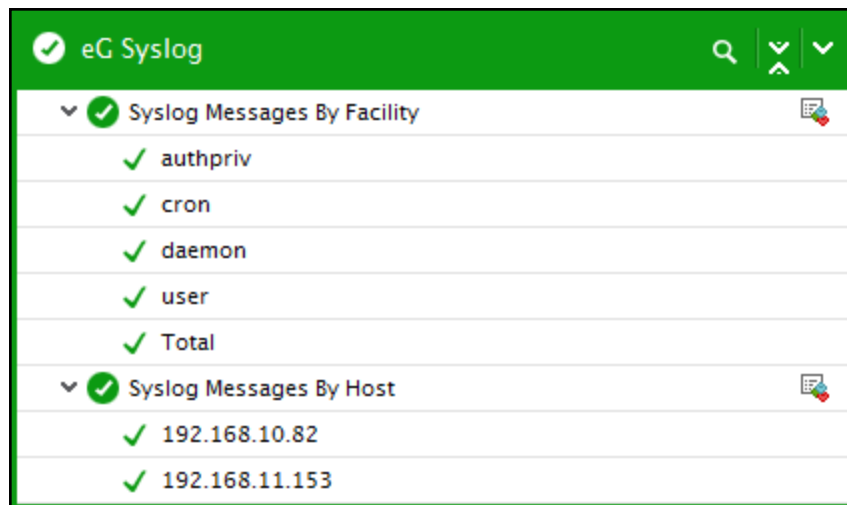 eG Syslog
Syslog Messages By Facility
authpriv
cron
daemon
user
Total
Syslog Messages By Host
192.168.10.82
192.168.11.153